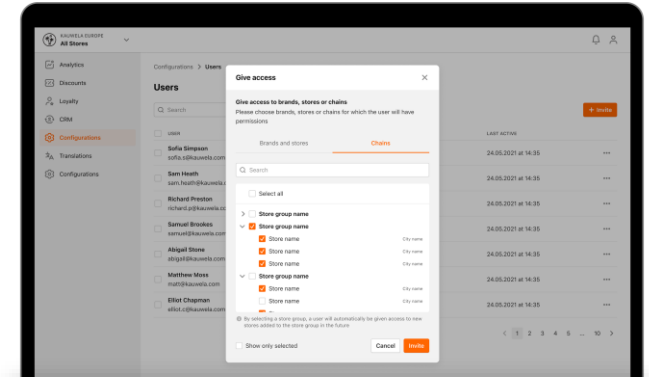 KAUWELA EUROPE
All Stores
Analytics
Discounts
Loyalty
CRM
Configurations
Translations
Configurations
Configurations > Users
Users
Search
+ Invite
USER
LAST ACTIVE
Sofia Simpson
sofia.s@kauwela.com
24.05.2021 at 14:35
Sam Heath
sam.heath@kauwela.c
24.05.2021 at 14:35
Richard Preston
richard.p@kauwela.co
24.05.2021 at 14:35
Samuel Brookes
samuel@kauwela.com
24.05.2021 at 14:35
Abigail Stone
abigail@kauwela.com
24.05.2021 at 14:35
Matthew Moss
matt@kauwela.com
24.05.2021 at 14:35
Elliot Chapman
elliot.c@kauwela.com
24.05.2021 at 14:35
< 1 2 3 4 5 ... 10 >
Give access
Give access to brands, stores or chains
Please choose brands, stores or chains for which the user will have
permissions
Brands and stores
Chains
Search
Select all
Store group name
Store group name
Store name City name
Store name City name
Store name City name
Store group name
Store name City name
Store name City name
By selecting a store group, a user will automatically be given access to new
stores added to the store group in the future
Show only selected
Cancel
Invite